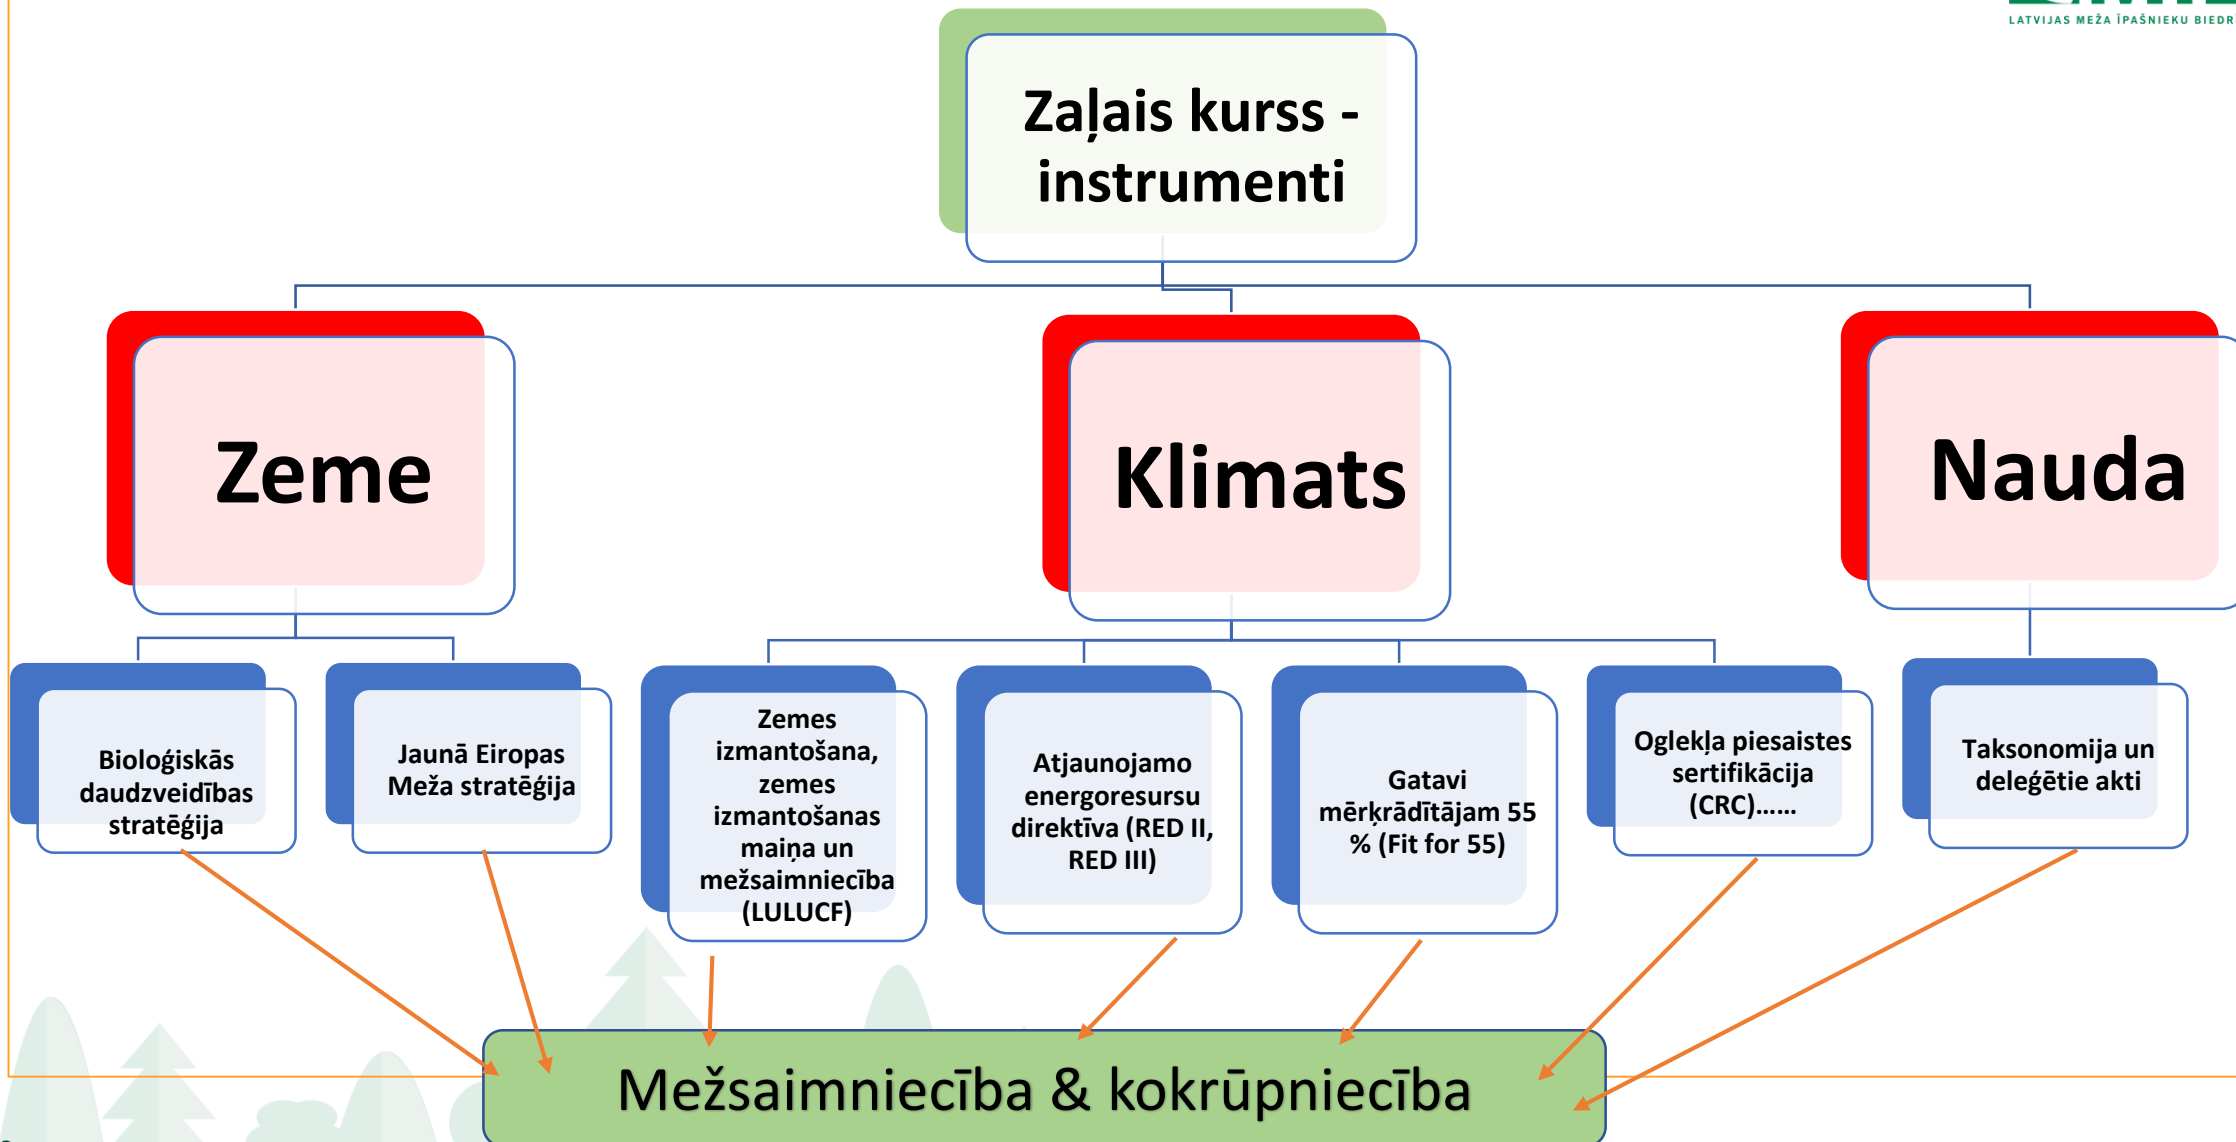 LATVIJAS MEŽA ĪPAŠNIEKU
Zaļais kurss -
instrumenti
Zeme
Klimats
Nauda
Bioloģiskās
daudzveidības
stratēģija
Jaunā Eiropas
Meža stratēģija
Zemes
izmantošana,
zemes
izmantošanas
maiņa un
mežsaimniecība
(LULUCF)
Atjaunojamo
energoresursu
direktīva (RED II,
RED III)
Gatavi
mērķrādītājam 55
% (Fit for 55)
Oglekļa piesaistes
sertifikācija
(CRC)......
Taksonomija un
deleģētie akti
Mežsaimniecība & kokrūpniecība